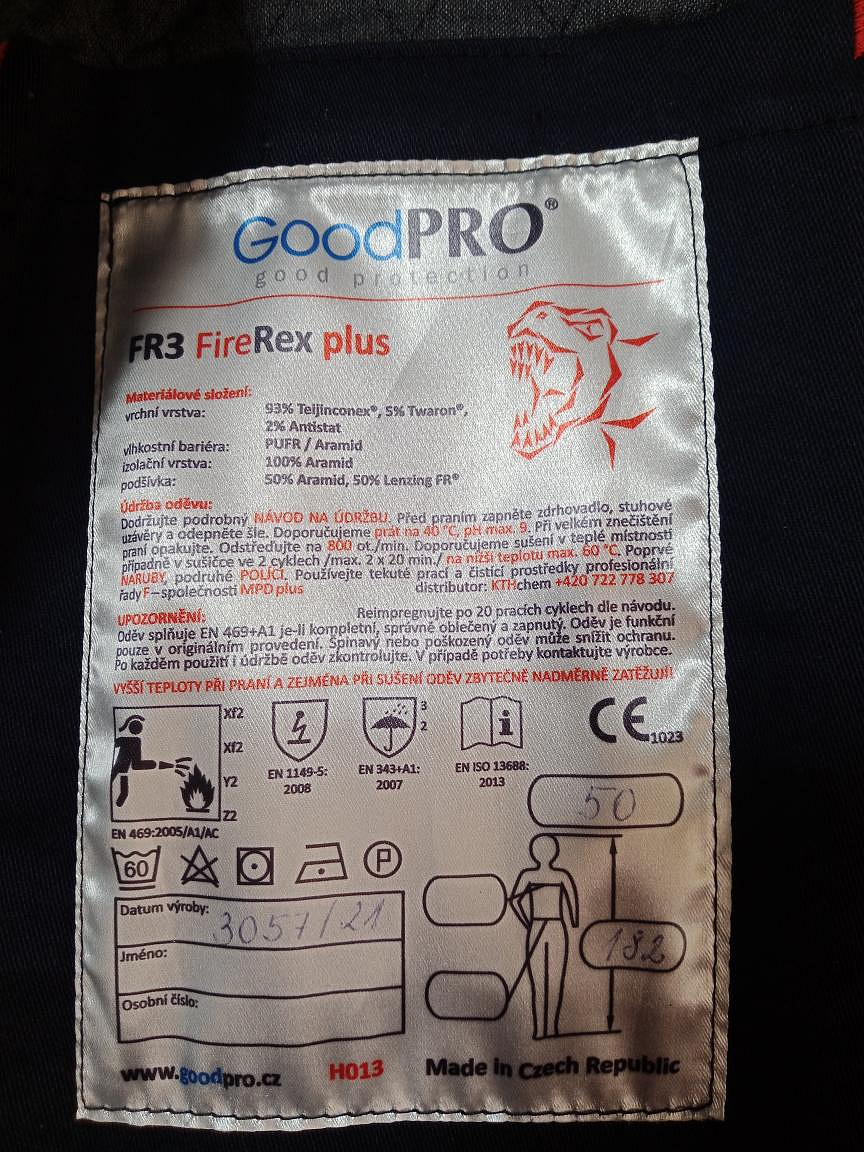 GoodPRO®
good protection
FR3 FireRex plus
Materiálové složení:
vrchní vrstva: 93% Teijinconex®, 5% Twaron®,
2% Antistat
vlhkostní bariéra: PUFR / Aramid
izolační vrstva: 100% Aramid
podšívka: 50% Aramid, 50% Lenzing FR®
Údržba oděvu:
Dodržujte podrobný NÁVOD NA ÚDRŽBU. Před praním zapněte zdrhovadlo, stuhové
uzávěry a odepněte šle. Doporučujeme prát na 40 °C, pH max. 9. Při velkém znečištění
praní opakujte. Odstřeďujte na 800 ot./min. Doporučujeme sušení v teplé místnosti
případně v sušičce ve 2 cyklech /max. 2 x 20 min./ na nižší teplotu max. 60 °C. Poprvé
NARUBY, podruhé POLÍCI. Používejte tekuté prací a čistící prostředky profesionální
řady F – společnosti MPD plus distributor: KTHchem +420 722 778 307
UPOZORNĚNÍ: Reimpregnujte po 20 pracích cyklech dle návodu.
Oděv splňuje EN 469+A1 je-li kompletní, správně oblečený a zapnutý. Oděv je funkční
pouze v originálním provedení. Špinavý nebo poškozený oděv může snížit ochranu.
Po každém použití i údržbě oděv zkontrolujte. V případě potřeby kontaktujte výrobce.
VYŠŠÍ TEPLOTY PŘI PRANÍ A ZEJMÉNA PŘI SUŠENÍ ODĚV ZBYTEČNĚ NADMĚRNĚ ZATĚŽUJÍ!
Xf2
Xf2
Y2
Z2
EN 469:2005/A1/AC
EN 1149-5:
2008
3
2
EN 343+A1:
2007
i
EN ISO 13688:
2013
CE 1023
50
60
P
182
Datum výroby: 3057/21
Jméno:
Osobní číslo:
www.goodpro.cz H013 Made in Czech Republic